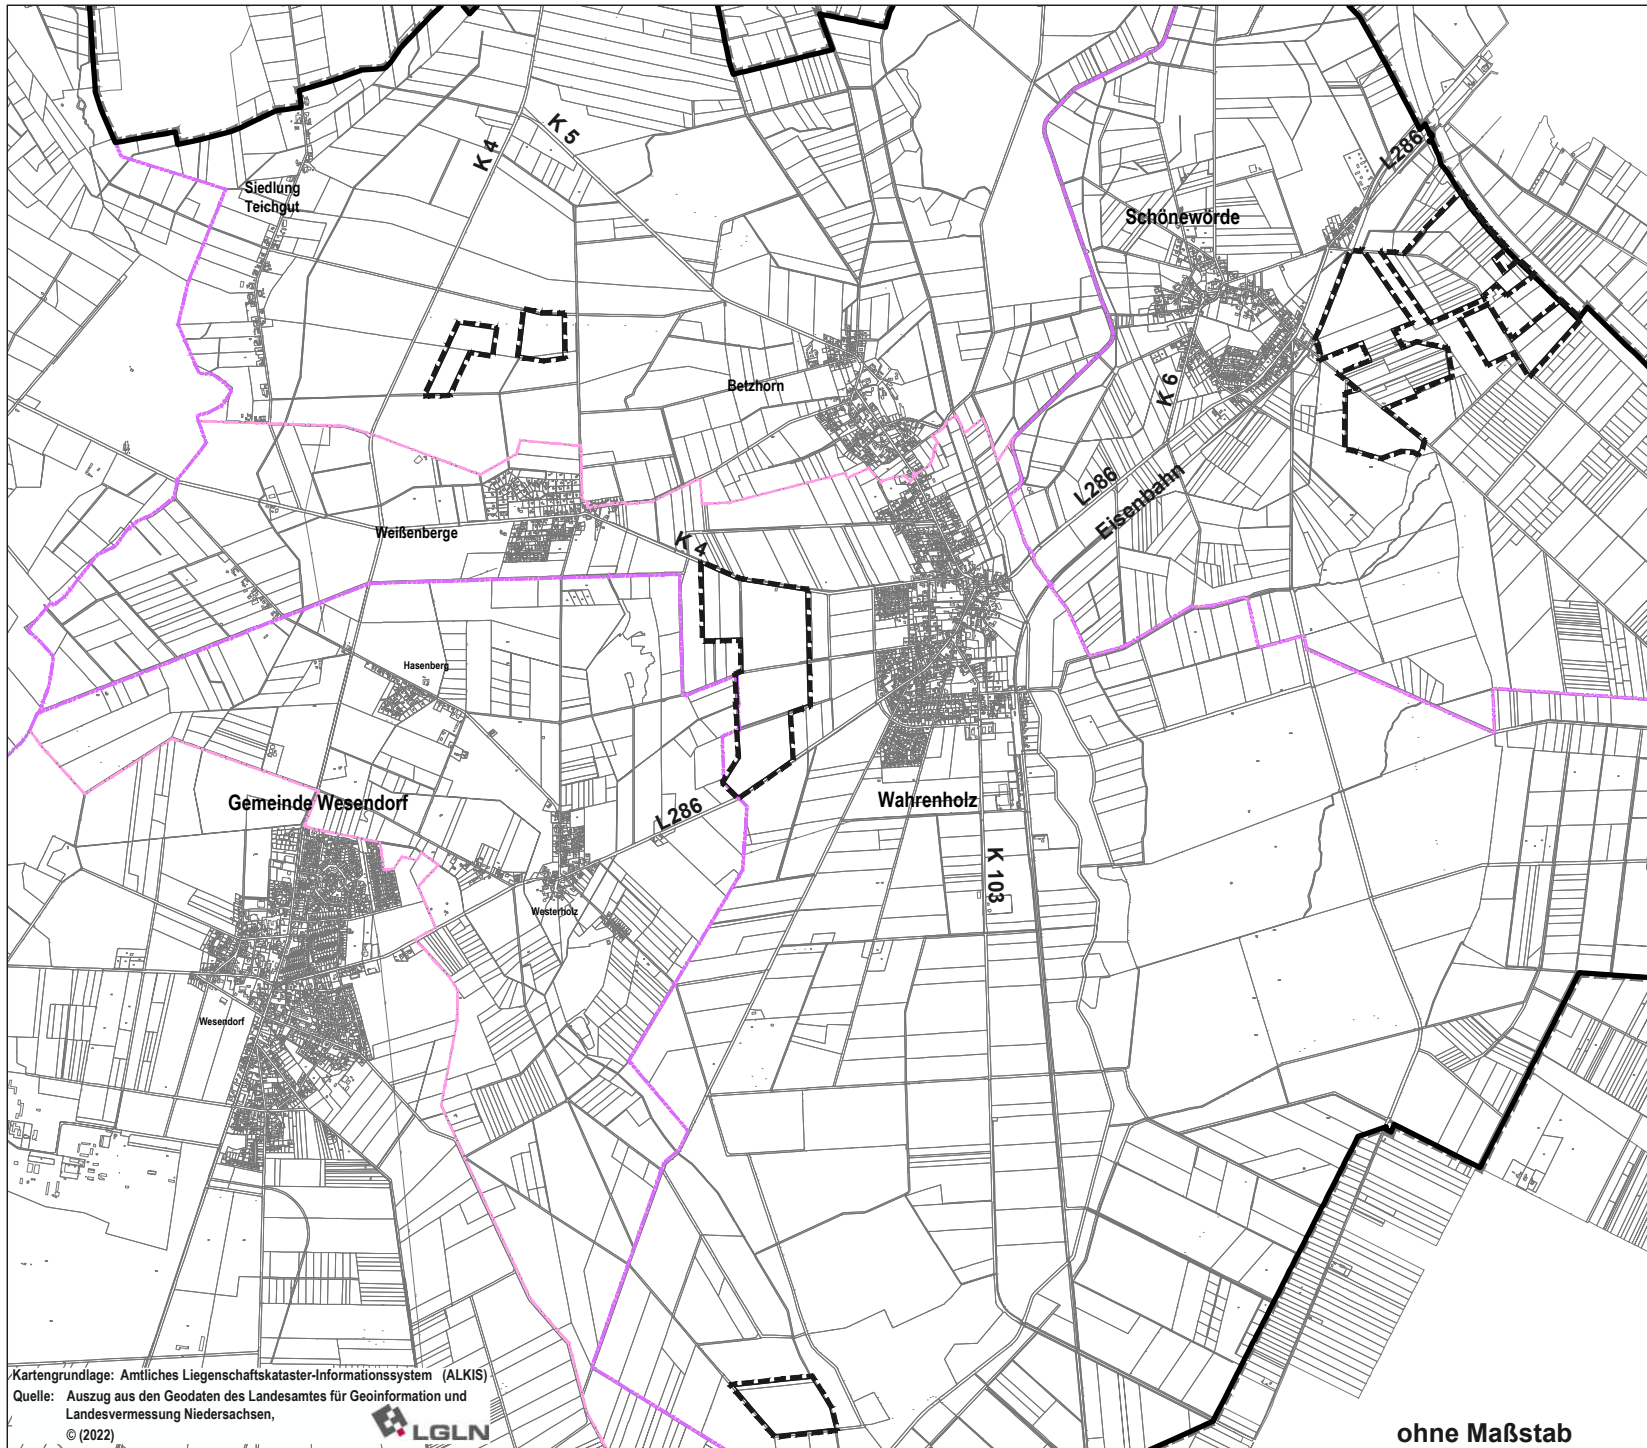 K 5
K 4
L286
Siedlung
Teichgut
Schönewörde
Betzhorn
K 6
L286
Eisenbahn
Weißenberge
K 4
Hasenberg
Gemeinde Wesendorf
L286
Wahrenholz
K 103
Westerholz
Wesendorf
Kartengrundlage: Amtliches Liegenschaftskataster-Informationssystem (ALKIS)
Quelle: Auszug aus den Geodaten des Landesamtes für Geoinformation und
Landesvermessung Niedersachsen,
© (2022)
LGLN
ohne Maßstab